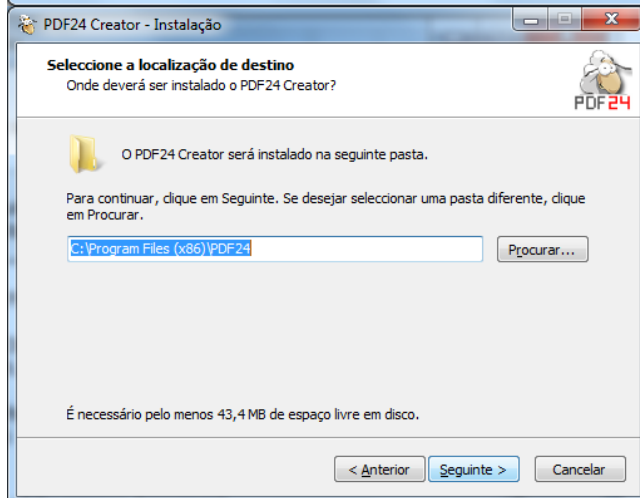 PDF24 Creator - Instalação
Seleccione a localização de destino
Onde deverá ser instalado o PDF24 Creator?
PDF24
O PDF24 Creator será instalado na seguinte pasta.
Para continuar, clique em Seguinte. Se desejar seleccionar uma pasta diferente, clique
em Procurar.
C:\Program Files (x86)\PDF24
Procurar...
É necessário pelo menos 43,4 MB de espaço livre em disco.
< Anterior
Seguinte >
Cancelar